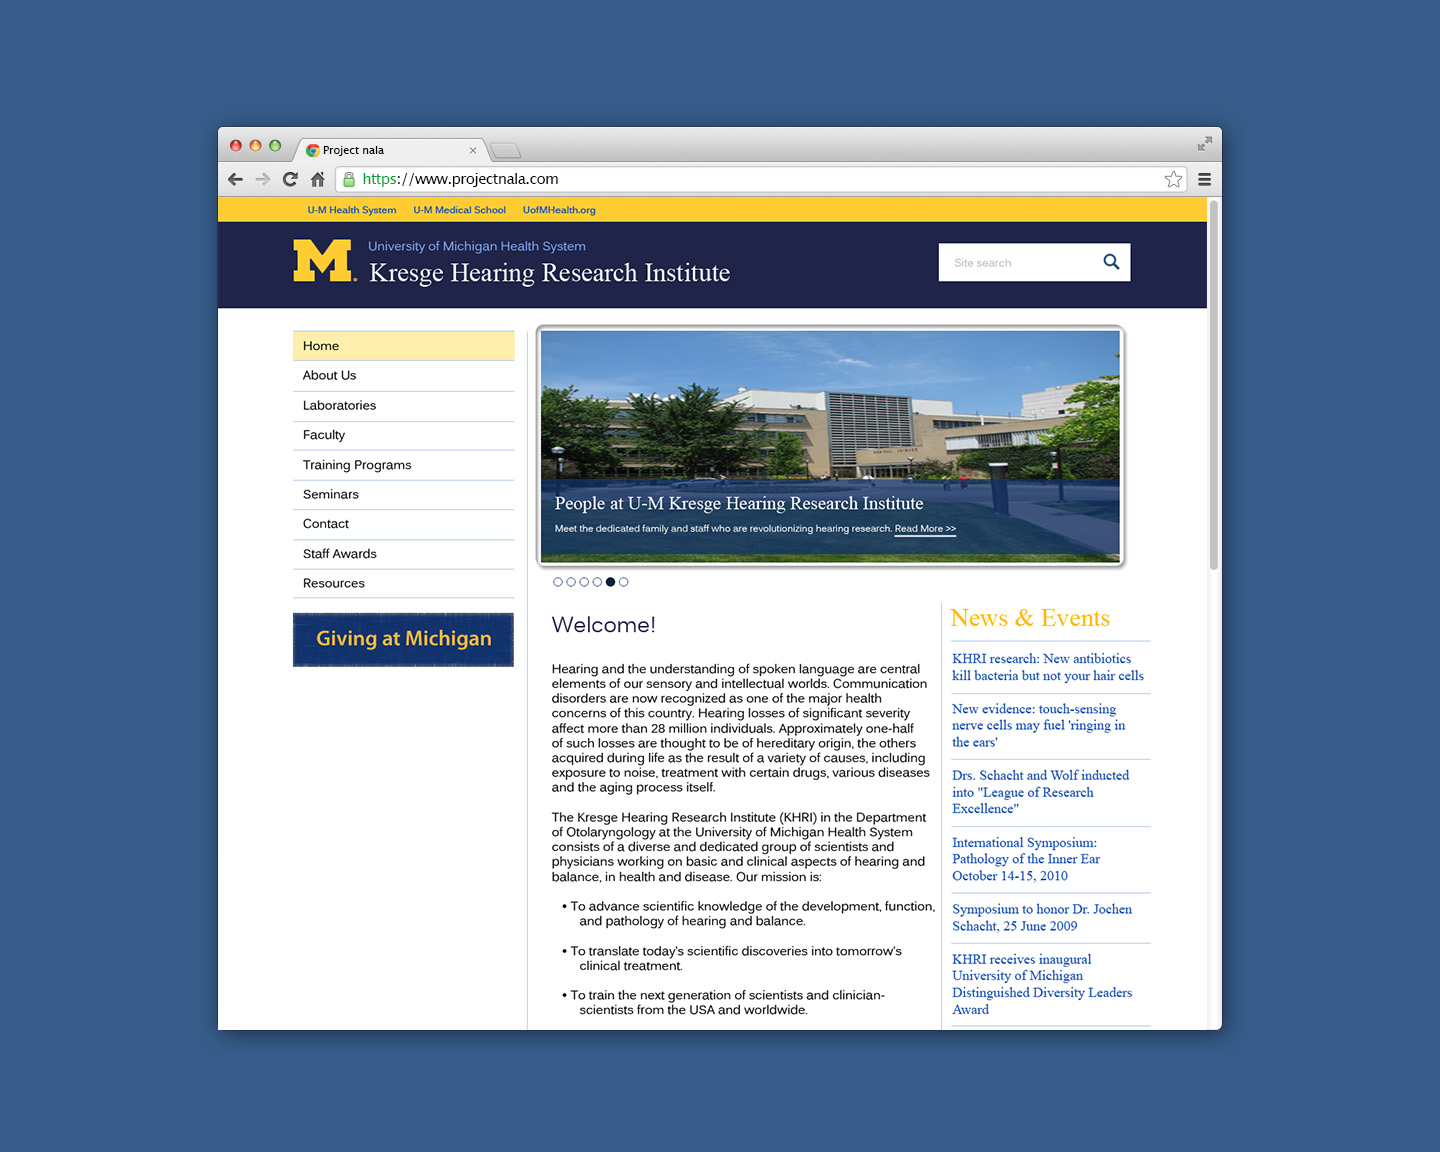 Project nala
https://www.projectnala.com
U-M Health System U-M Medical School UofMHealth.org
M
University of Michigan Health System
Kresge Hearing Research Institute
Site search
Home
About Us
Laboratories
Faculty
Training Programs
Seminars
Contact
Staff Awards
Resources
Giving at Michigan
People at U-M Kresge Hearing Research Institute
Meet the dedicated family and staff who are revolutionizing hearing research. Read More >>
Welcome!
Hearing and the understanding of spoken language are central
elements of our sensory and intellectual worlds. Communication
disorders are now recognized as one of the major health
concerns of this country. Hearing losses of significant severity
affect more than 28 million individuals. Approximately one-half
of such losses are thought to be of hereditary origin, the others
acquired during life as the result of a variety of causes, including
exposure to noise, treatment with certain drugs, various diseases
and the aging process itself.
The Kresge Hearing Research Institute (KHRI) in the Department
of Otolaryngology at the University of Michigan Health System
consists of a diverse and dedicated group of scientists and
physicians working on basic and clinical aspects of hearing and
balance, in health and disease. Our mission is:
• To advance scientific knowledge of the development, function,
and pathology of hearing and balance.
• To translate today's scientific discoveries into tomorrow's
clinical treatment.
• To train the next generation of scientists and clinician-
scientists from the USA and worldwide.
News & Events
KHRI research: New antibiotics
kill bacteria but not your hair cells
New evidence: touch-sensing
nerve cells may fuel 'ringing in
the ears'
Drs. Schacht and Wolf inducted
into "League of Research
Excellence"
International Symposium:
Pathology of the Inner Ear
October 14-15, 2010
Symposium to honor Dr. Jochen
Schacht, 25 June 2009
KHRI receives inaugural
University of Michigan
Distinguished Diversity Leaders
Award